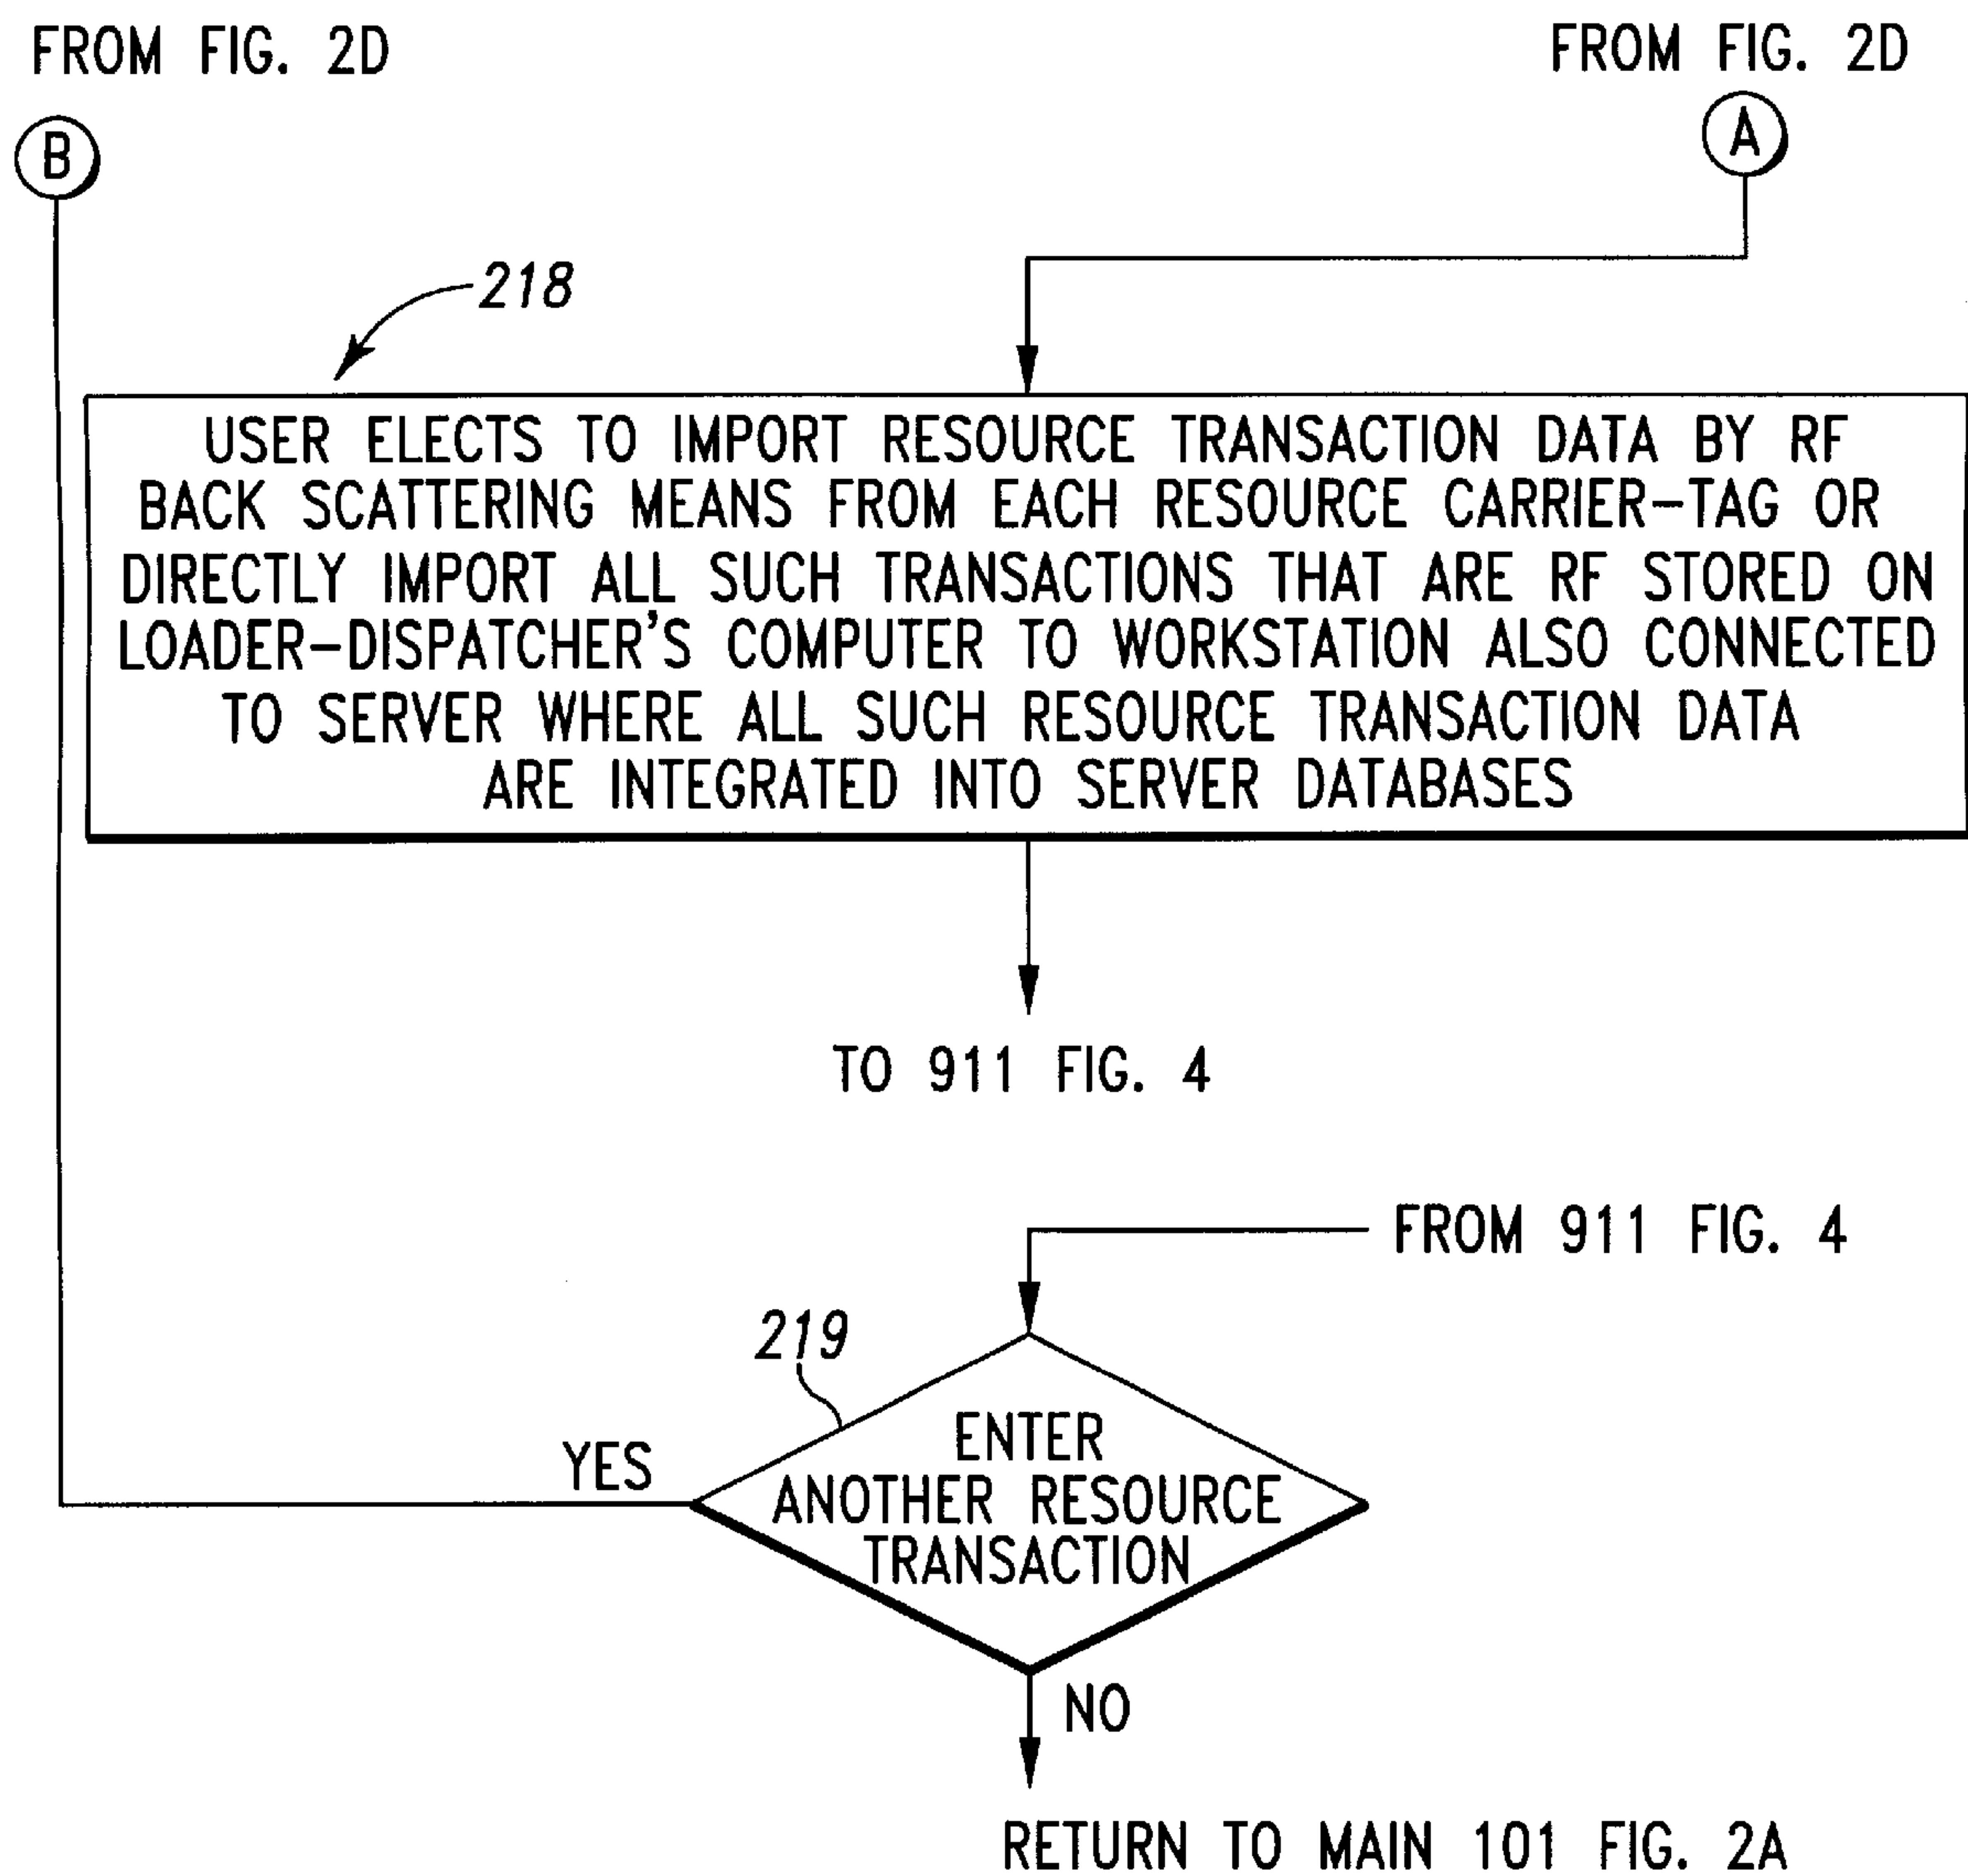 FROM FIG. 2D
FROM FIG. 2D
B
A
218
USER ELECTS TO IMPORT RESOURCE TRANSACTION DATA BY RF
BACK SCATTERING MEANS FROM EACH RESOURCE CARRIER-TAG OR
DIRECTLY IMPORT ALL SUCH TRANSACTIONS THAT ARE RF STORED ON
LOADER-DISPATCHER'S COMPUTER TO WORKSTATION ALSO CONNECTED
TO SERVER WHERE ALL SUCH RESOURCE TRANSACTION DATA
ARE INTEGRATED INTO SERVER DATABASES
TO 911 FIG. 4
FROM 911 FIG. 4
219
YES
ENTER
ANOTHER RESOURCE
TRANSACTION
NO
RETURN TO MAIN 101 FIG. 2A